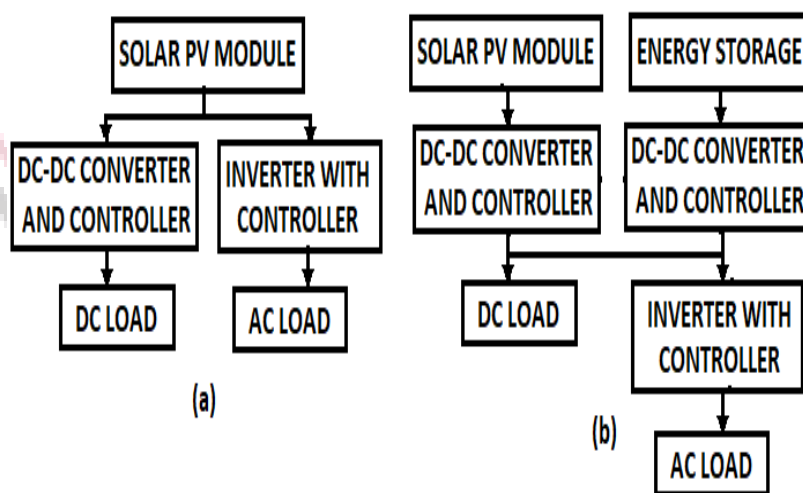 SOLAR PV MODULE
DC-DC CONVERTER
AND CONTROLLER
INVERTER WITH
CONTROLLER
DC LOAD
AC LOAD
(a)
SOLAR PV MODULE
ENERGY STORAGE
DC-DC CONVERTER
AND CONTROLLER
DC-DC CONVERTER
AND CONTROLLER
DC LOAD
INVERTER WITH
CONTROLLER
AC LOAD
(b)